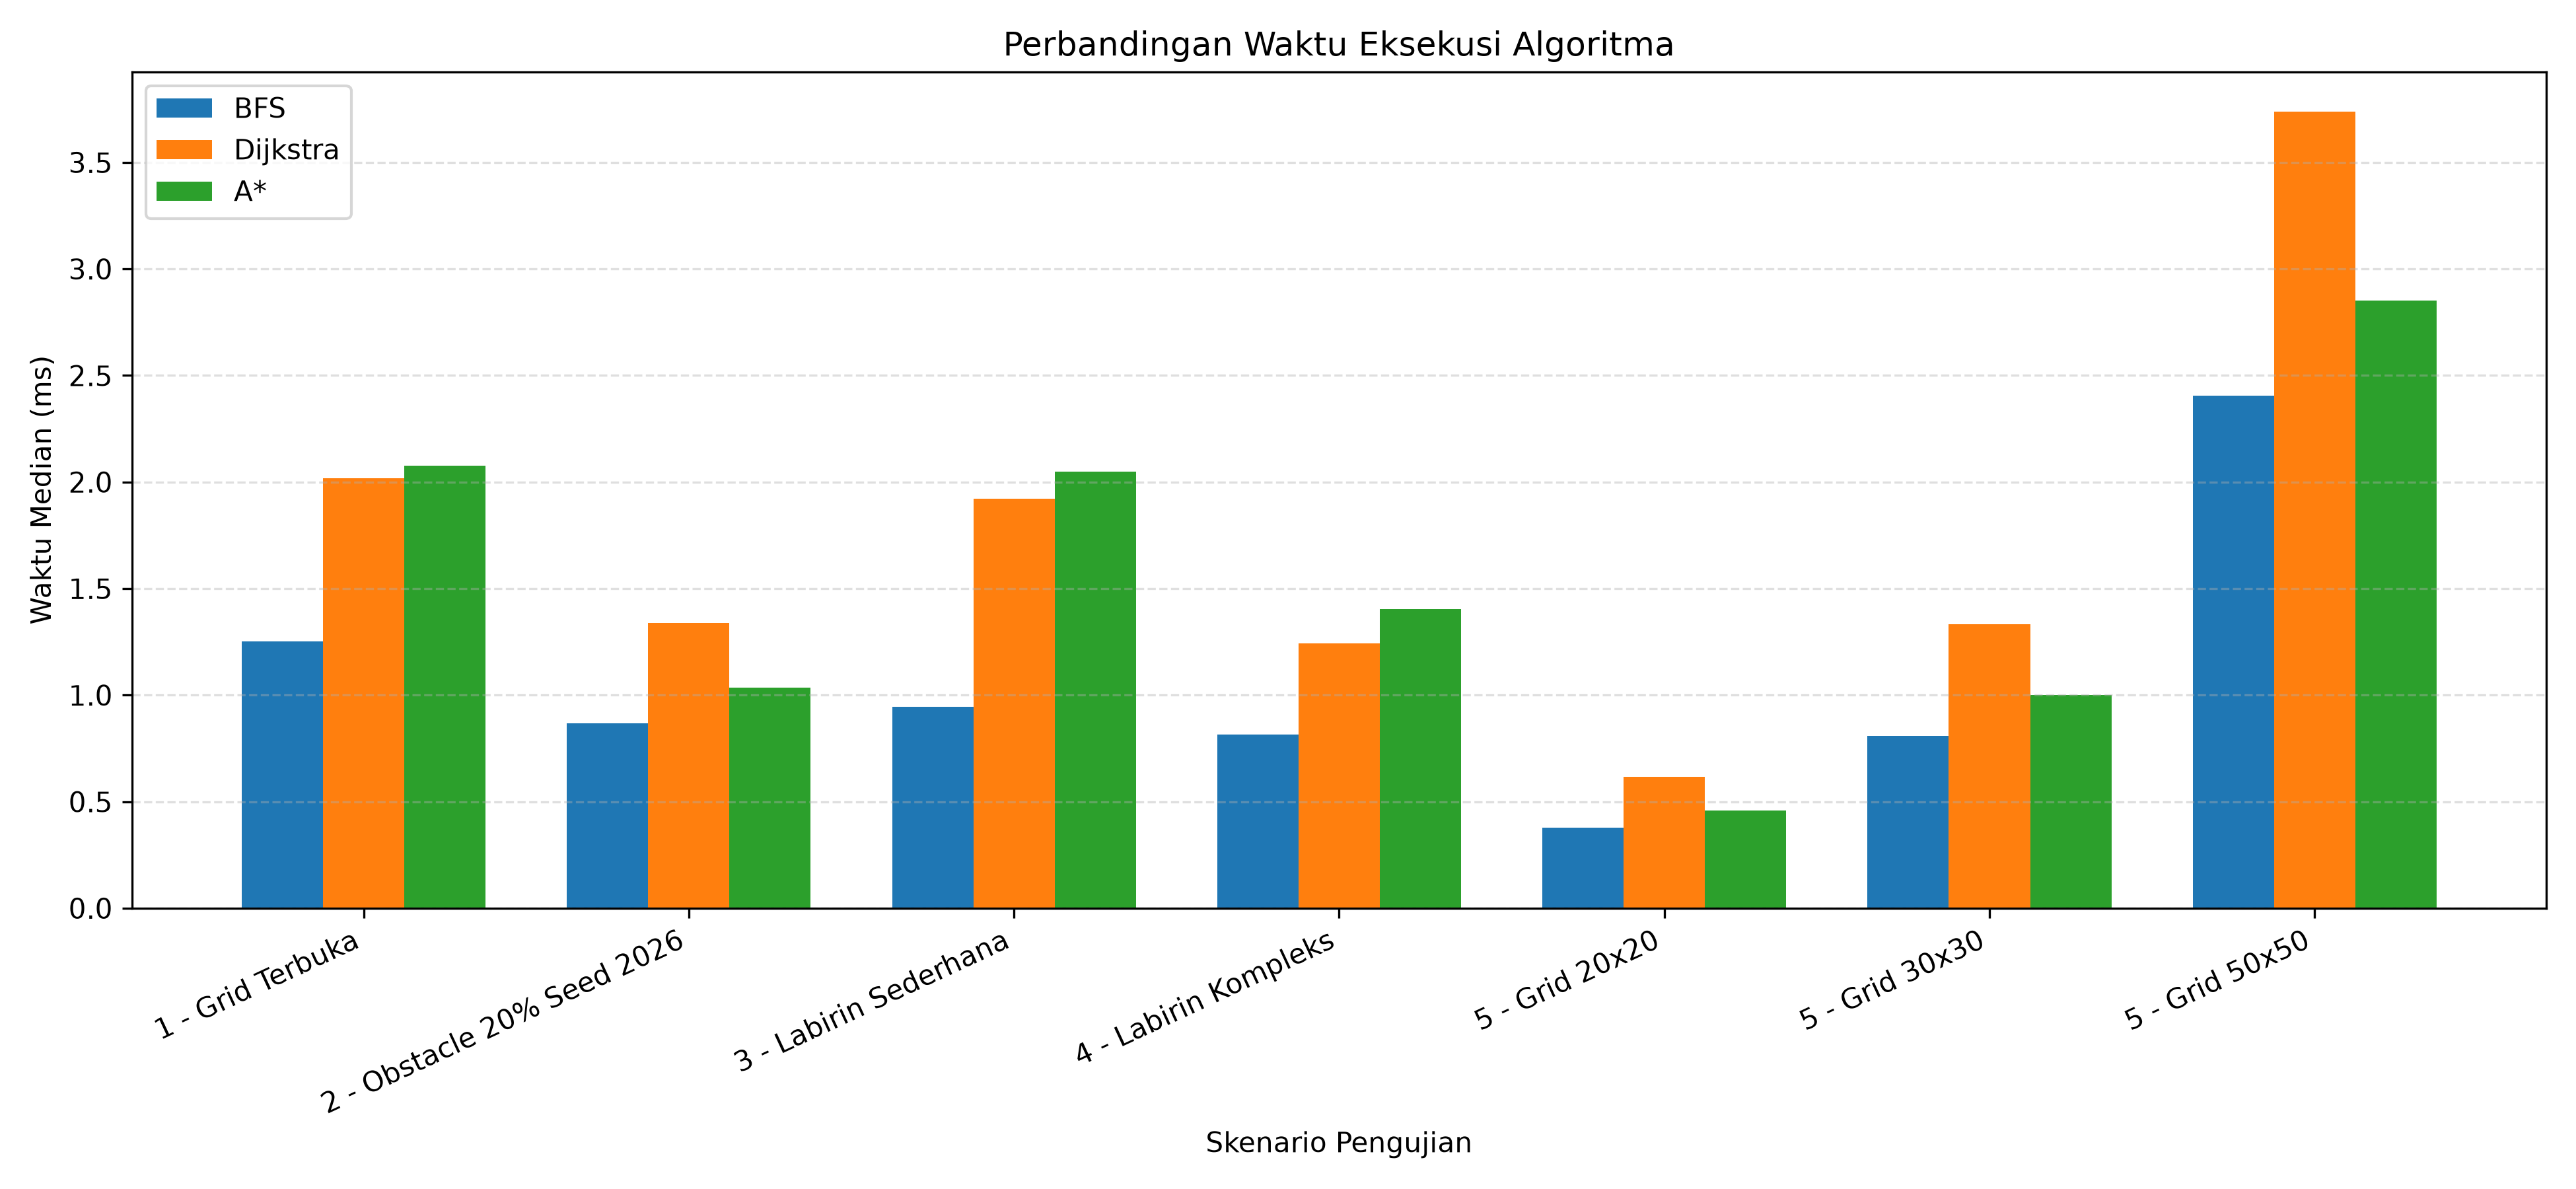 Perbandingan Waktu Eksekusi Algoritma
BFS
Dijkstra
A*
Waktu Median (ms)
3.5
3.0
2.5
2.0
1.5
1.0
0.5
0.0
1 - Grid Terbuka
2 - Obstacle 20% Seed 2026
3 - Labirin Sederhana
4 - Labirin Kompleks
5 - Grid 20x20
5 - Grid 30x30
5 - Grid 50x50
Skenario Pengujian